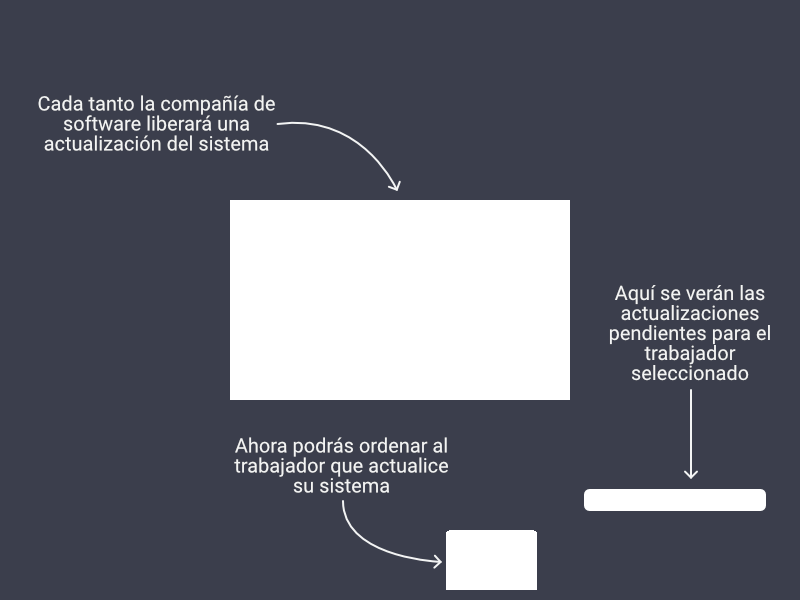 Cada tanto la compañía de
software liberará una
actualización del sistema
Aquí se verán las
actualizaciones
pendientes para el
trabajador
seleccionado
Ahora podrás ordenar al
trabajador que actualice
su sistema